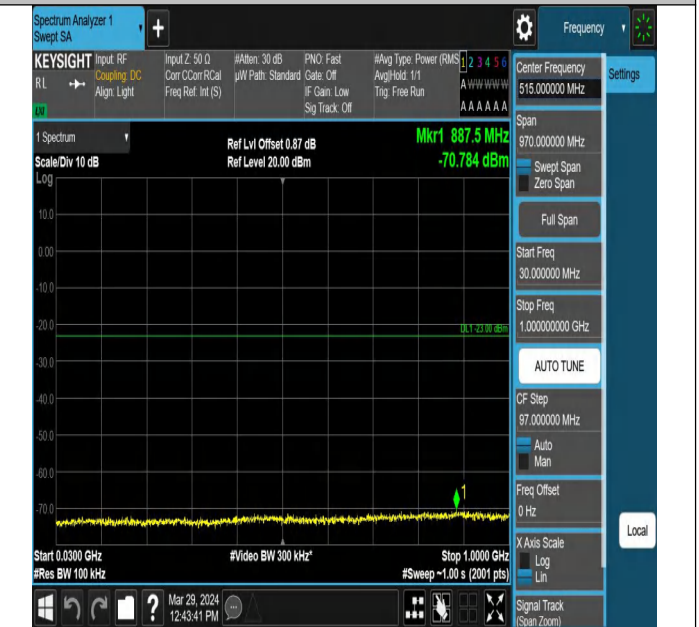 Spectrum Analyzer 1
Swept SA
+
Frequency
KEYSIGHT
RL
LXI
Input: RF
Coupling: DC
Align: Light
Input Z: 50 Ω
Corr CCorr RCal
Freq Ref: Int (S)
#Atten: 30 dB
µW Path: Standard
PNO: Fast
Gate: Off
IF Gain: Low
Sig Track: Off
#Avg Type: Power (RMS
Avg|Hold: 1/1
Trig: Free Run
1 2 3 4 5 6
A W W W W W
A A A A A A
Center Frequency
515.000000 MHz
Settings
1 Spectrum
Scale/Div 10 dB
Log
Ref Lvl Offset 0.87 dB
Ref Level 20.00 dBm
Mkr1 887.5 MHz
-70.784 dBm
10.0
0.00
-10.0
-20.0
-30.0
-40.0
-50.0
-60.0
-70.0
DL1 -23.00 dBm
1
Start 0.0300 GHz
#Res BW 100 kHz
#Video BW 300 kHz*
Stop 1.0000 GHz
#Sweep ~1.00 s (2001 pts)
Span
970.000000 MHz
Swept Span
Zero Span
Full Span
Start Freq
30.000000 MHz
Stop Freq
1.000000000 GHz
AUTO TUNE
CF Step
97.000000 MHz
Auto
Man
Freq Offset
0 Hz
X Axis Scale
Log
Lin
Local
Signal Track
(Span Zoom)
?
Mar 29, 2024
12:43:41 PM